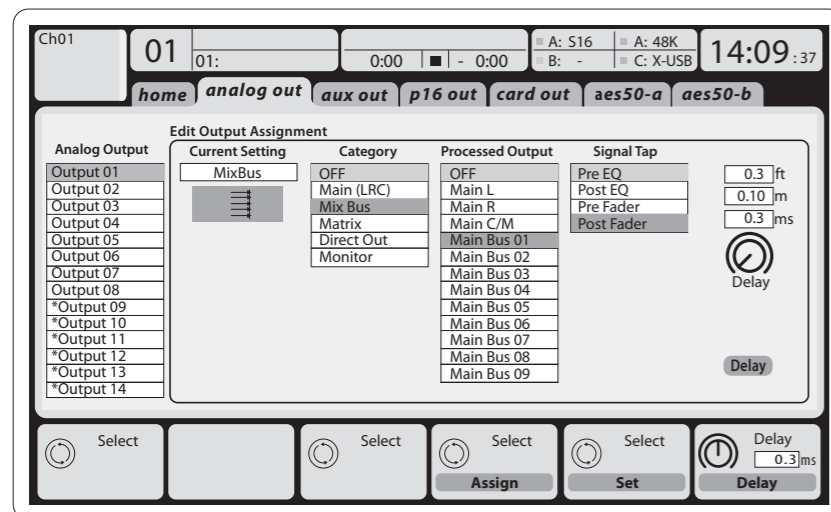 Ch01
01
01:
0:00
- 0:00
A: S16
B: -
A: 48K
C: X-USB
14:09 :37
home
analog out
aux out
p16 out
card out
aes50-a
aes50-b
Edit Output Assignment
Analog Output
Current Setting
Category
Processed Output
Signal Tap
Output 01
Output 02
Output 03
Output 04
Output 05
Output 06
Output 07
Output 08
*Output 09
*Output 10
*Output 11
*Output 12
*Output 13
*Output 14
MixBus
OFF
Main (LRC)
Mix Bus
Matrix
Direct Out
Monitor
OFF
Main L
Main R
Main C/M
Main Bus 01
Main Bus 02
Main Bus 03
Main Bus 04
Main Bus 05
Main Bus 06
Main Bus 07
Main Bus 08
Main Bus 09
Pre EQ
Post EQ
Pre Fader
Post Fader
0.3 ft
0.10 m
0.3 ms
Delay
Delay
Select
Select
Select
Assign
Select
Set
Delay
0.3 ms
Delay